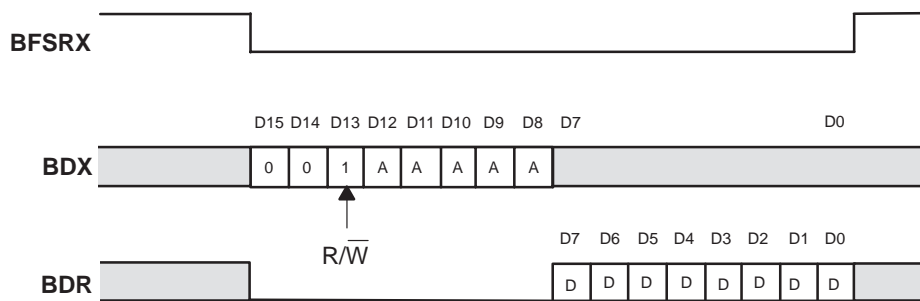 BFSRX
D15 D14 D13 D12 D11 D10 D9 D8 D7 D0
BDX 0 0 1 A A A A A
R/W̅
D7 D6 D5 D4 D3 D2 D1 D0
BDR D D D D D D D D